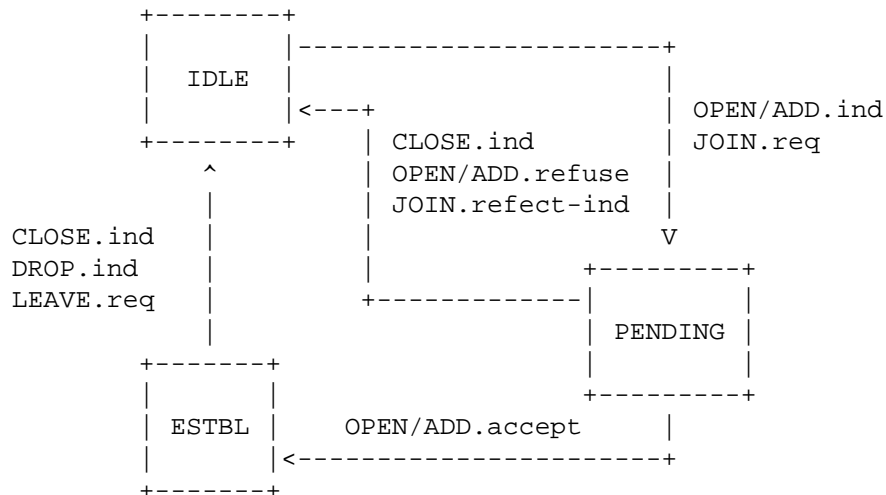 IDLE
OPEN/ADD.ind
JOIN.req
CLOSE.ind
OPEN/ADD.refuse
JOIN.refect-ind
CLOSE.ind
DROP.ind
LEAVE.req
PENDING
ESTBL
OPEN/ADD.accept